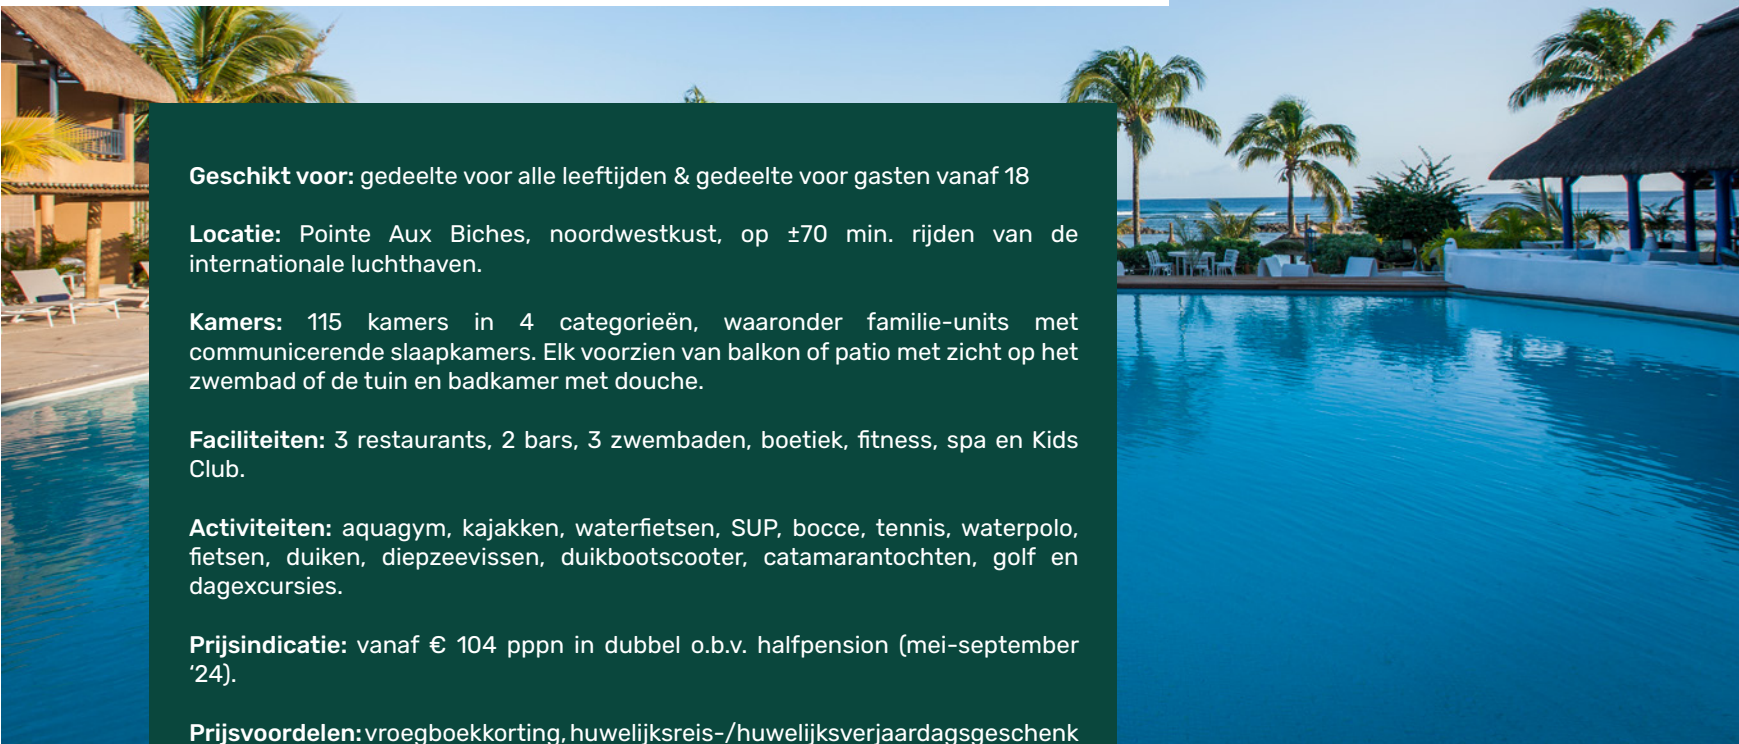 Geschikt voor: gedeelte voor alle leeftijden & gedeelte voor gasten vanaf 18
Locatie: Pointe Aux Biches, noordwestkust, op ±70 min. rijden van de
internationale luchthaven.
Kamers: 115 kamers in 4 categorieën, waaronder familie-units met
communicerende slaapkamers. Elk voorzien van balkon of patio met zicht op het
zwembad of de tuin en badkamer met douche.
Faciliteiten: 3 restaurants, 2 bars, 3 zwembaden, boetiek, fitness, spa en Kids
Club.
Activiteiten: aquagym, kajakken, waterfietsen, SUP, bocce, tennis, waterpolo,
fietsen, duiken, diepzeevissen, duikbootscooter, catamarantochten, golf en
dagexcursies.
Prijsindicatie: vanaf € 104 pppn in dubbel o.b.v. halfpension (mei-september
‘24).
Prijsvoordelen: vroegboekkorting, huwelijksreis-/huwelijksverjaardagsgeschenk